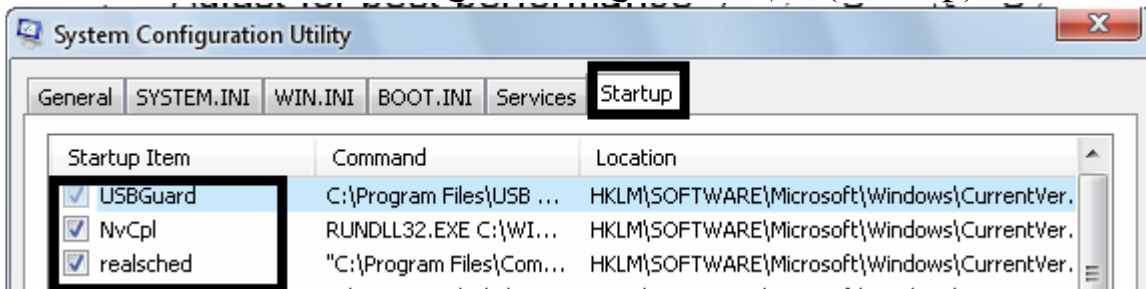 System Configuration Utility
General SYSTEM.INI WIN.INI BOOT.INI Services Startup
Startup Item Command Location
USBGuard C:\Program Files\USB ... HKLM\SOFTWARE\Microsoft\Windows\CurrentVer.
NvCpl RUNDLL32.EXE C:\WI... HKLM\SOFTWARE\Microsoft\Windows\CurrentVer.
realsched "C:\Program Files\Com... HKLM\SOFTWARE\Microsoft\Windows\CurrentVer.